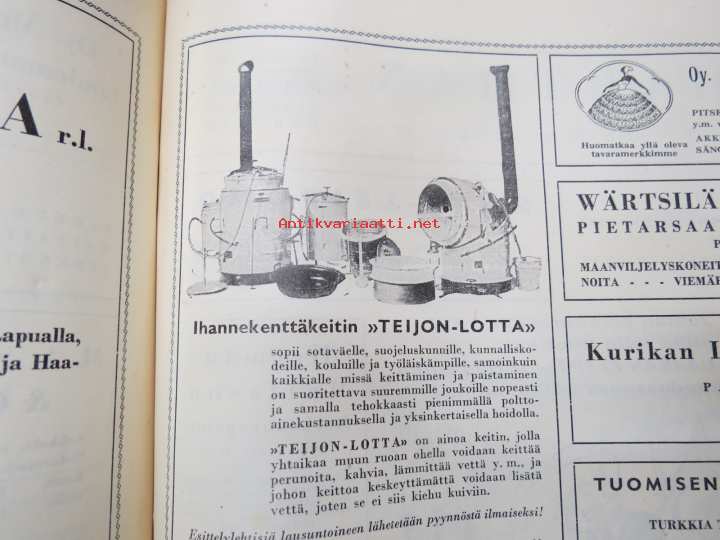 A r.l.
Lapualla,
ja Haa-
Antikvariaatti.net
Ihannekenttäkeitin »TEIJON-LOTTA»
sopii sotaväelle, suojeluskunnille, kunnallisko-
deille, kouluille ja työläiskämpille, samoinkuin
kaikkialle missä keittäminen ja paistaminen
on suoritettava suuremmille joukoille nopeasti
ja samalla tehokkaasti pienimmällä poltto-
ainekustannuksella ja yksinkertaisella hoidolla.
»TEIJON-LOTTA» on ainoa keitin, jolla
yhtaikaa muun ruoan ohella voidaan keittää
perunoita, kahvia, lämmittää vettä y. m., ja
johon keittoa keskeyttämättä voidaan lisätä
vettä, joten se ei siis kiehu kuiviin.
Esittelylehtisiä lausuntoineen lähetetään pyynnöstä ilmaiseksi!
Oy.
PITSE
y.m. v
AKK
SÄNG
Huomatkaa yllä oleva
tavaramerkkimme
WÄRTSILÄ
PIETARSAA
P
MAANVILJELYSKONEIT
NOITA - - - VIEMÄR
Kurikan L
P A
TUOMISEN
TURKKIA T